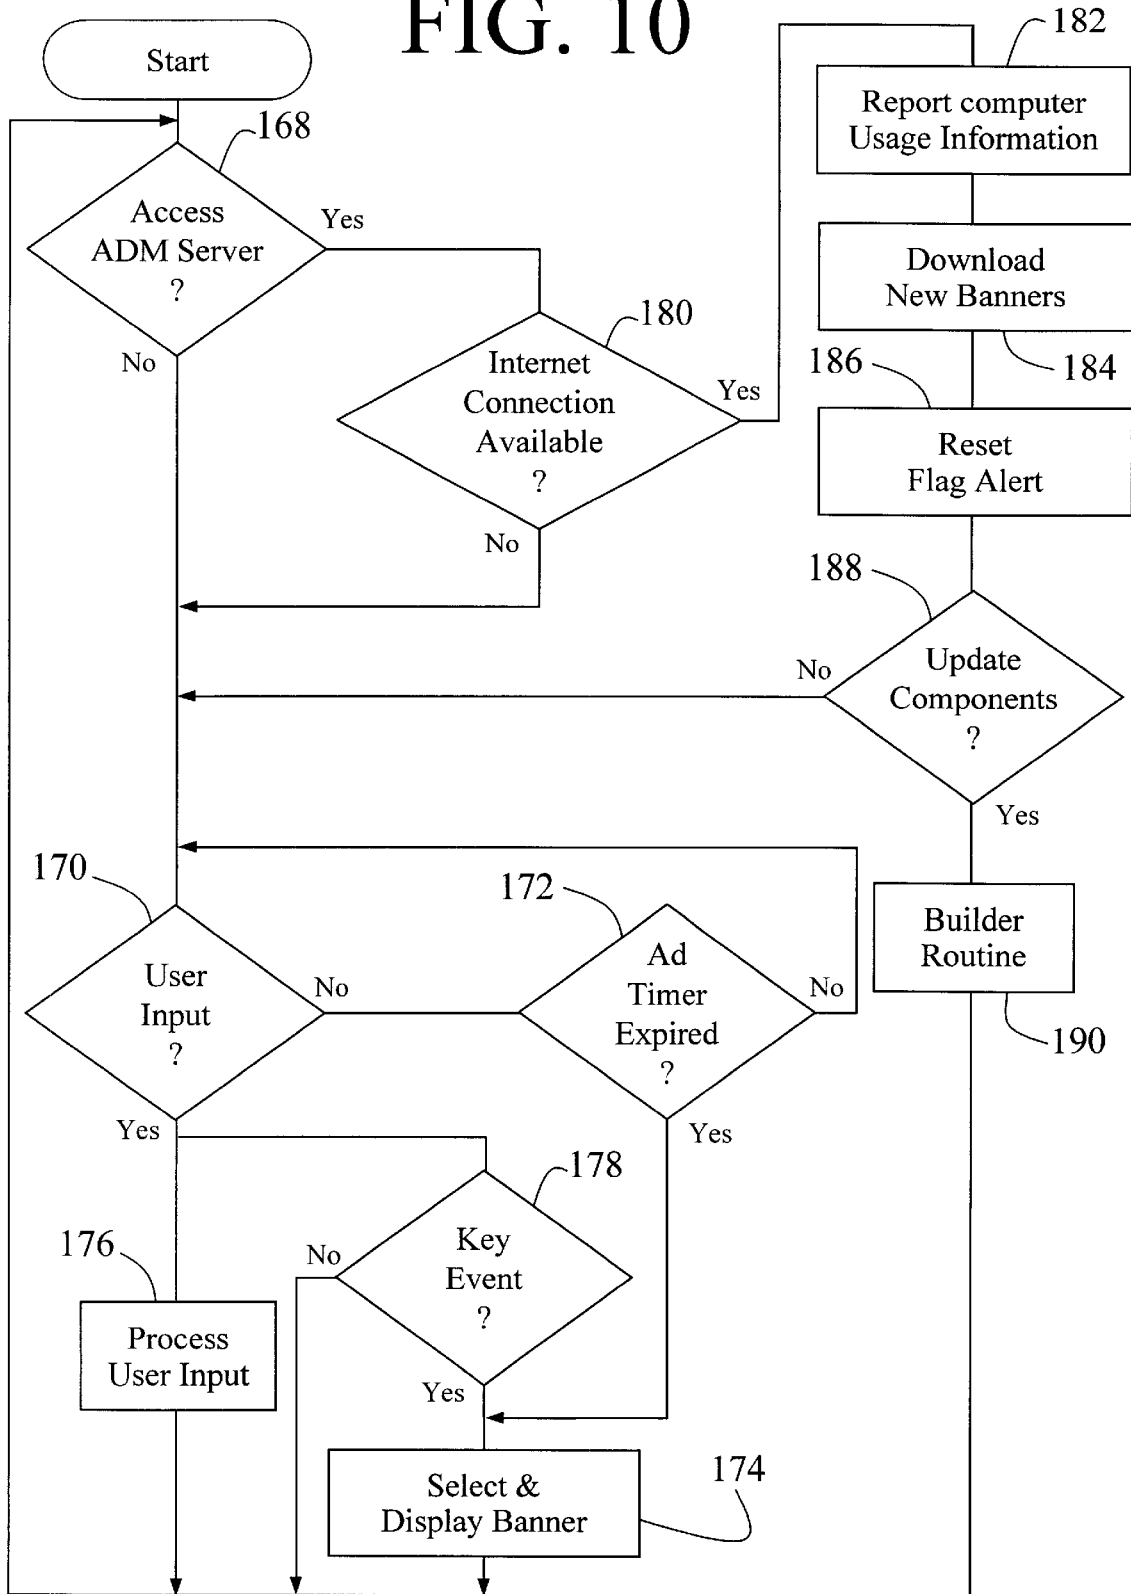 FIG. 10
Start
168
Access
ADM Server
?
Yes
No
180
Internet
Connection
Available
?
Yes
No
182
Report computer
Usage Information
Download
New Banners
184
186
Reset
Flag Alert
188
Update
Components
?
No
Yes
Builder
Routine
190
170
User
Input
?
No
Yes
172
Ad
Timer
Expired
?
No
Yes
178
Key
Event
?
No
Yes
176
Process
User Input
Select &
Display Banner
174